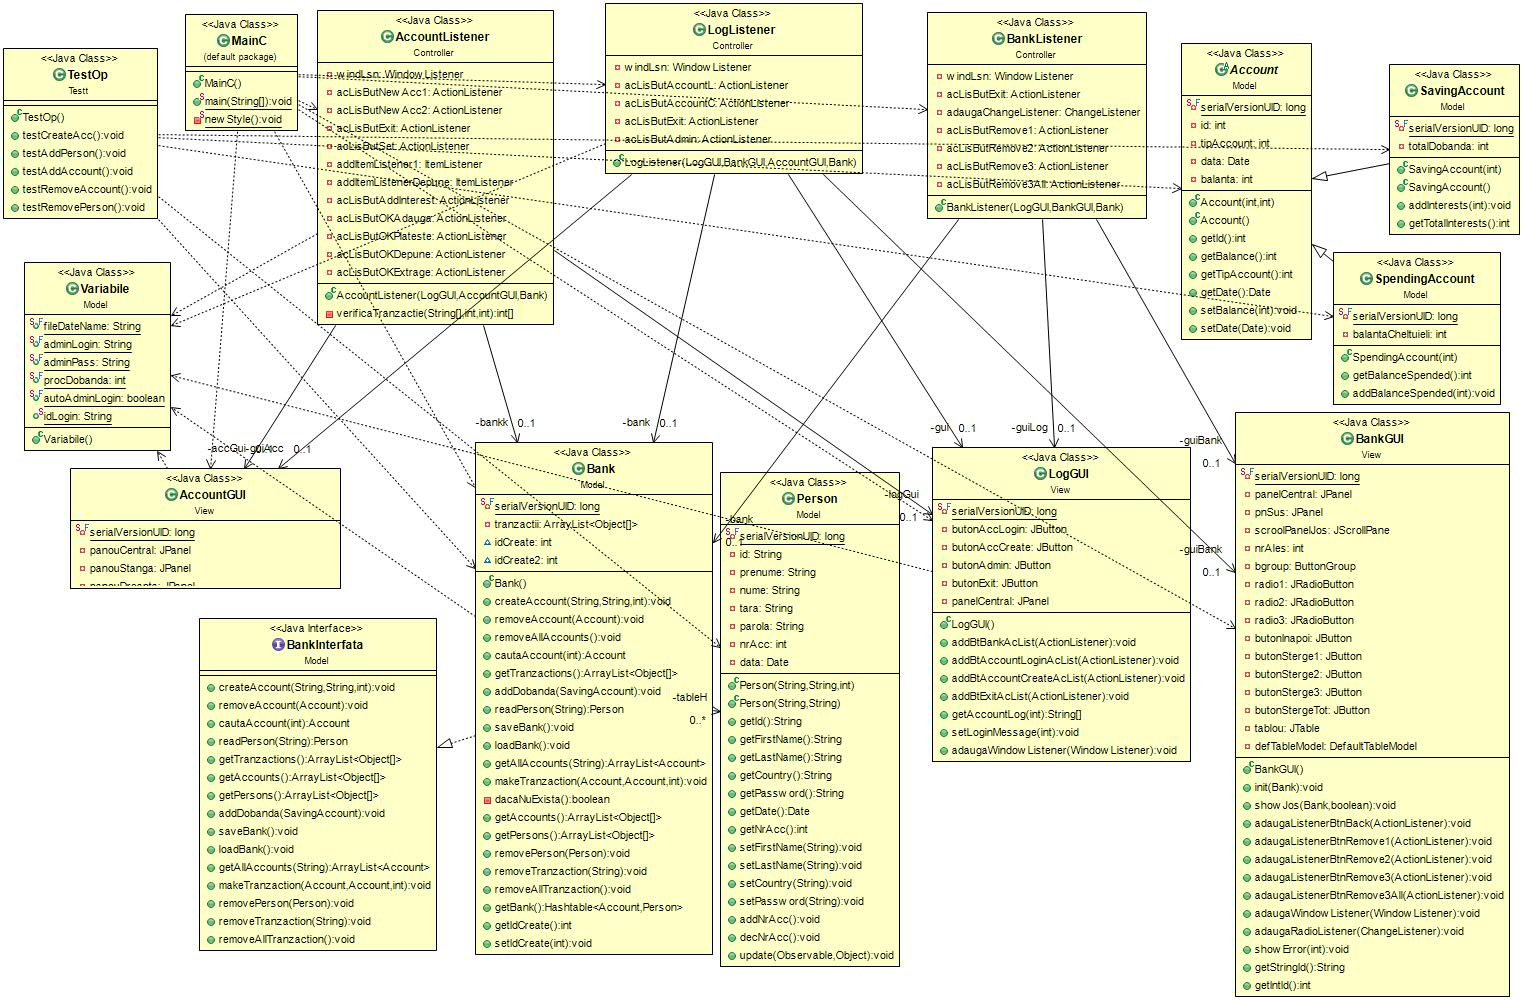 <<Java Class>>
TestOp
Testt
TestOp()
testCreateAcc():void
testAddPerson():void
testAddAccount():void
testRemoveAccount():void
testRemovePerson():void
<<Java Class>>
MainC
(default package)
MainC()
main(String[]):void
newStyle():void
<<Java Class>>
AccountListener
Controller
windLsn: WindowListener
acLisButNewAcc1: ActionListener
acLisButNewAcc2: ActionListener
acLisButExit: ActionListener
acLisButSet: ActionListener
addItemListener1: ItemListener
addItemListenerDepune: ItemListener
acLisButAddInterest: ActionListener
acLisButOKAdauga: ActionListener
acLisButOKPlateste: ActionListener
acLisButOKDepune: ActionListener
acLisButOKExtrage: ActionListener
AccountListener(LogGUI,AccountGUI,Bank)
verificaTranzactie(String[],int,int):int[]
<<Java Class>>
LogListener
Controller
windLsn: WindowListener
acLisButAccountL: ActionListener
acLisButAccountC: ActionListener
acLisButExit: ActionListener
acLisButAdmin: ActionListener
LogListener(LogGUI,BankGUI,AccountGUI,Bank)
<<Java Class>>
BankListener
Controller
windLsn: WindowListener
acLisButExit: ActionListener
adaugaChangeListener: ChangeListener
acLisButRemove1: ActionListener
acLisButRemove2: ActionListener
acLisButRemove3: ActionListener
acLisButRemove3All: ActionListener
BankListener(LogGUI,BankGUI,Bank)
<<Java Class>>
Account
Model
serialVersionUID: long
id: int
tipAccount: int
data: Date
balanta: int
Account(int,int)
Account()
getId():int
getBalance():int
getTipAccount():int
getDate():Date
setBalance(int):void
setDate(Date):void
<<Java Class>>
SavingAccount
Model
serialVersionUID: long
totalDobanda: int
SavingAccount(int)
SavingAccount()
addInterests(int):void
getTotalInterests():int
<<Java Class>>
SpendingAccount
Model
serialVersionUID: long
balantaCheltuieli: int
SpendingAccount(int)
getBalanceSpended():int
addBalanceSpended(int):void
<<Java Class>>
Variabile
Model
fileDateName: String
adminLogin: String
adminPass: String
procDobanda: int
autoAdminLogin: boolean
idLogin: String
Variabile()
-accGui
-guiAcc
0..1
-bankk 0..1
-bank 0..1
-gui 0..1
-guiLog 0..1
-guiBank
0..1
<<Java Class>>
AccountGUI
View
serialVersionUID: long
panouCentral: JPanel
panouStanga: JPanel
<<Java Interface>>
BankInterfata
Model
createAccount(String,String,int):void
removeAccount(Account):void
cautaAccount(int):Account
readPerson(String):Person
getTranzactions():ArrayList<Object[]>
getAccounts():ArrayList<Object[]>
getPersons():ArrayList<Object[]>
addDobanda(SavingAccount):void
saveBank():void
loadBank():void
getAllAccounts(String):ArrayList<Account>
makeTranzaction(Account,Account,int):void
removePerson(Person):void
removeTranzaction(String):void
removeAllTranzaction():void
<<Java Class>>
Bank
Model
serialVersionUID: long
tranzactii: ArrayList<Object[]>
idCreate: int
idCreate2: int
Bank()
createAccount(String,String,int):void
removeAccount(Account):void
removeAllAccounts():void
cautaAccount(int):Account
getTranzactions():ArrayList<Object[]>
addDobanda(SavingAccount):void
readPerson(String):Person
saveBank():void
loadBank():void
getAllAccounts(String):ArrayList<Account>
makeTranzaction(Account,Account,int):void
dacaNuExista():boolean
getAccounts():ArrayList<Object[]>
getPersons():ArrayList<Object[]>
removePerson(Person):void
removeTranzaction(String):void
removeAllTranzaction():void
getBank():Hashtable<Account,Person>
getIdCreate():int
setIdCreate(int):void
-tableH
0..*
<<Java Class>>
Person
Model
-bank
0..1
serialVersionUID: long
id: String
prenume: String
nume: String
tara: String
parola: String
nrAcc: int
data: Date
Person(String,String,int)
Person(String,String)
getId():String
getFirstName():String
getLastName():String
getCountry():String
getPassword():String
getDate():Date
getNrAcc():int
setFirstName(String):void
setLastName(String):void
setCountry(String):void
setPassword(String):void
addNrAcc():void
decNrAcc():void
update(Observable,Object):void
-logGui
0..1
<<Java Class>>
LogGUI
View
serialVersionUID: long
butonAccLogin: JButton
butonAccCreate: JButton
butonAdmin: JButton
butonExit: JButton
panelCentral: JPanel
LogGUI()
addBtBankAcList(ActionListener):void
addBtAccountLoginAcList(ActionListener):void
addBtAccountCreateAcList(ActionListener):void
addBtExitAcList(ActionListener):void
getAccountLog(int):String[]
setLoginMessage(int):void
adaugaWindowListener(WindowListener):void
-guiBank
0..1
<<Java Class>>
BankGUI
View
serialVersionUID: long
panelCentral: JPanel
pnSus: JPanel
scroolPanelJos: JScrollPane
nrAles: int
bgroup: ButtonGroup
radio1: JRadioButton
radio2: JRadioButton
radio3: JRadioButton
butonInapoi: JButton
butonSterge1: JButton
butonSterge2: JButton
butonSterge3: JButton
butonStergeTot: JButton
tablou: JTable
defTableModel: DefaultTableModel
BankGUI()
init(Bank):void
showJos(Bank,boolean):void
adaugaListenerBtnBack(ActionListener):void
adaugaListenerBtnRemove1(ActionListener):void
adaugaListenerBtnRemove2(ActionListener):void
adaugaListenerBtnRemove3(ActionListener):void
adaugaListenerBtnRemove3All(ActionListener):void
adaugaWindowListener(WindowListener):void
adaugaRadioListener(ChangeListener):void
showError(int):void
getStringId():String
getIntId():int